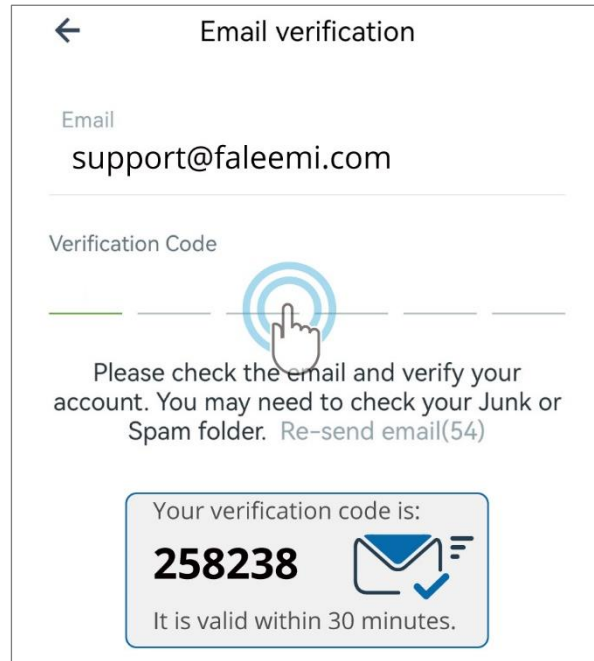 Email verification
Email
support@faleemi.com
Verification Code
Please check the email and verify your
account. You may need to check your Junk or
Spam folder. Re-send email(54)
Your verification code is:
258238
It is valid within 30 minutes.